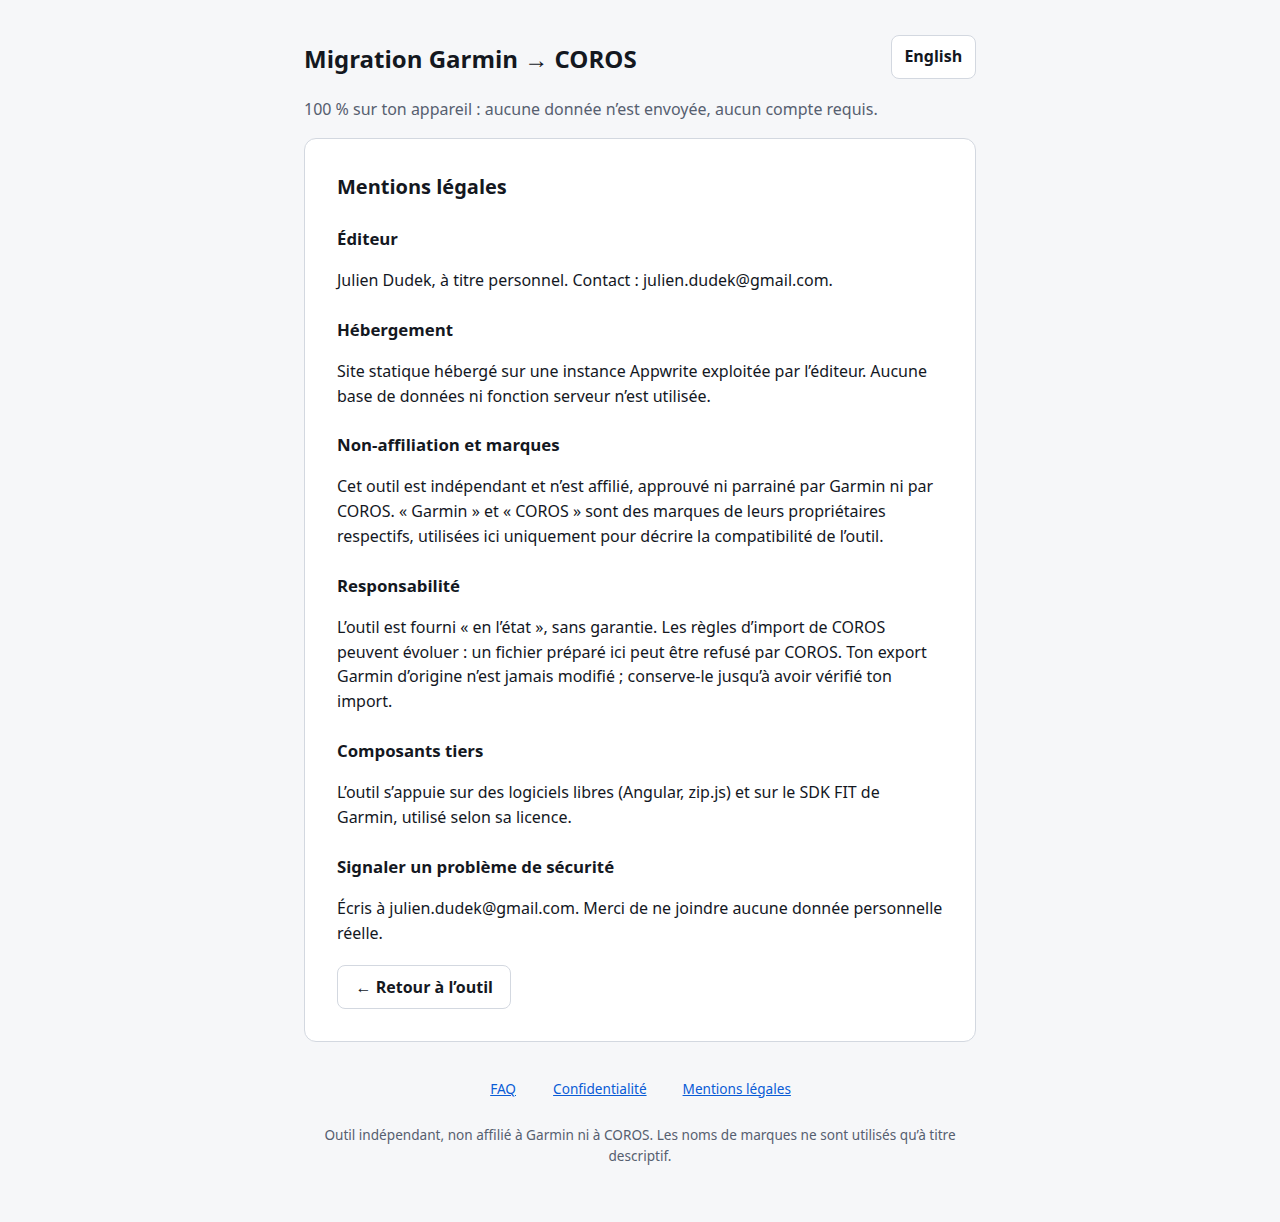 Migration Garmin → COROS
English
100 % sur ton appareil : aucune donnée n’est envoyée, aucun compte requis.
Mentions légales
Éditeur
Julien Dudek, à titre personnel. Contact : julien.dudek@gmail.com.
Hébergement
Site statique hébergé sur une instance Appwrite exploitée par l’éditeur. Aucune
base de données ni fonction serveur n’est utilisée.
Non-affiliation et marques
Cet outil est indépendant et n’est affilié, approuvé ni parrainé par Garmin ni par
COROS. « Garmin » et « COROS » sont des marques de leurs propriétaires
respectifs, utilisées ici uniquement pour décrire la compatibilité de l’outil.
Responsabilité
L’outil est fourni « en l’état », sans garantie. Les règles d’import de COROS
peuvent évoluer : un fichier préparé ici peut être refusé par COROS. Ton export
Garmin d’origine n’est jamais modifié ; conserve-le jusqu’à avoir vérifié ton
import.
Composants tiers
L’outil s’appuie sur des logiciels libres (Angular, zip.js) et sur le SDK FIT de
Garmin, utilisé selon sa licence.
Signaler un problème de sécurité
Écris à julien.dudek@gmail.com. Merci de ne joindre aucune donnée personnelle
réelle.
← Retour à l’outil
FAQ
Confidentialité
Mentions légales
Outil indépendant, non affilié à Garmin ni à COROS. Les noms de marques ne sont utilisés qu’à titre
descriptif.